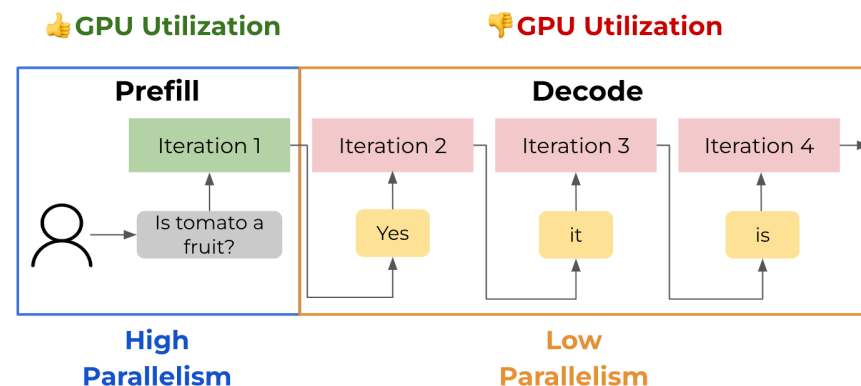 👍GPU Utilization
👎GPU Utilization
Prefill
Decode
Iteration 1
Iteration 2
Iteration 3
Iteration 4
Is tomato a
fruit?
Yes
it
is
High
Parallelism
Low
Parallelism